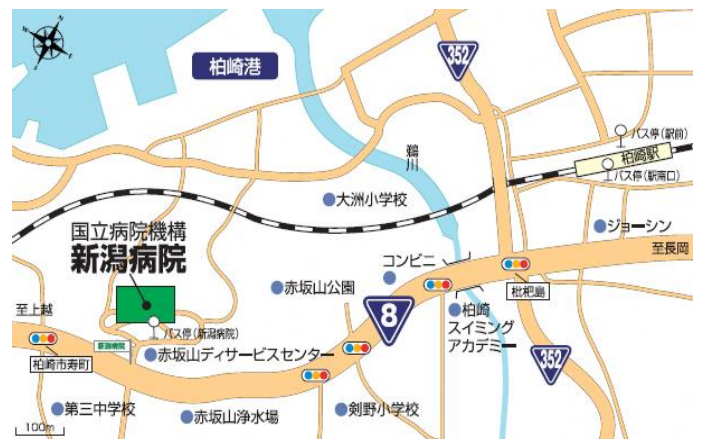 柏崎港
352
バス停(駅前)
柏崎駅
バス停(駅南口)
鵜川
大洲小学校
国立病院機構
新潟病院
ジョーシン
至長岡
コンビニ
赤坂山公園
8
枇杷島
至上越
バス停(新潟病院)
柏崎
スイミング
アカデミー
新潟病院
赤坂山デイサービスセンター
352
柏崎市寿町
第三中学校
赤坂山浄水場
剣野小学校
100m